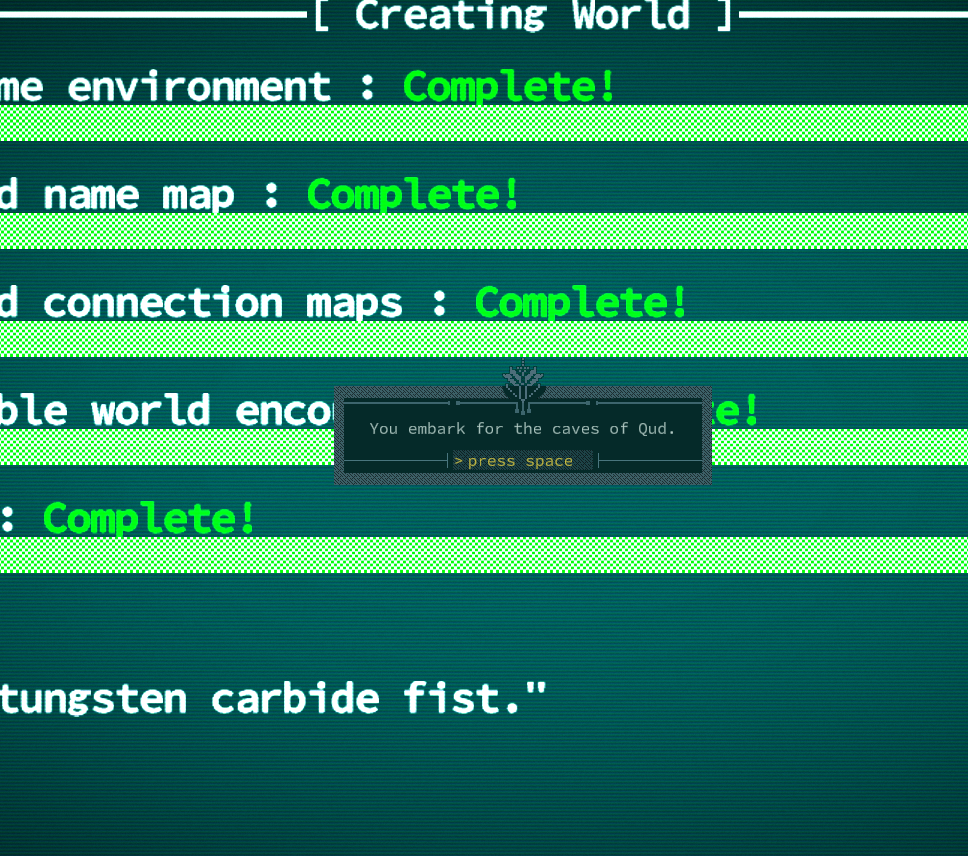 [ Creating World ]
me environment : Complete!
d name map : Complete!
d connection maps : Complete!
ble world enco e!
You embark for the caves of Qud.
> press space
: Complete!
tungsten carbide fist."